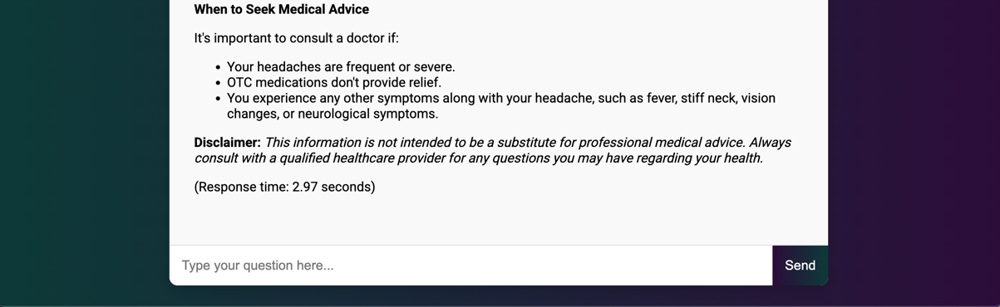 When to Seek Medical Advice
It's important to consult a doctor if:
• Your headaches are frequent or severe.
• OTC medications don't provide relief.
• You experience any other symptoms along with your headache, such as fever, stiff neck, vision
changes, or neurological symptoms.
Disclaimer: This information is not intended to be a substitute for professional medical advice. Always
consult with a qualified healthcare provider for any questions you may have regarding your health.
(Response time: 2.97 seconds)
Type your question here...
Send